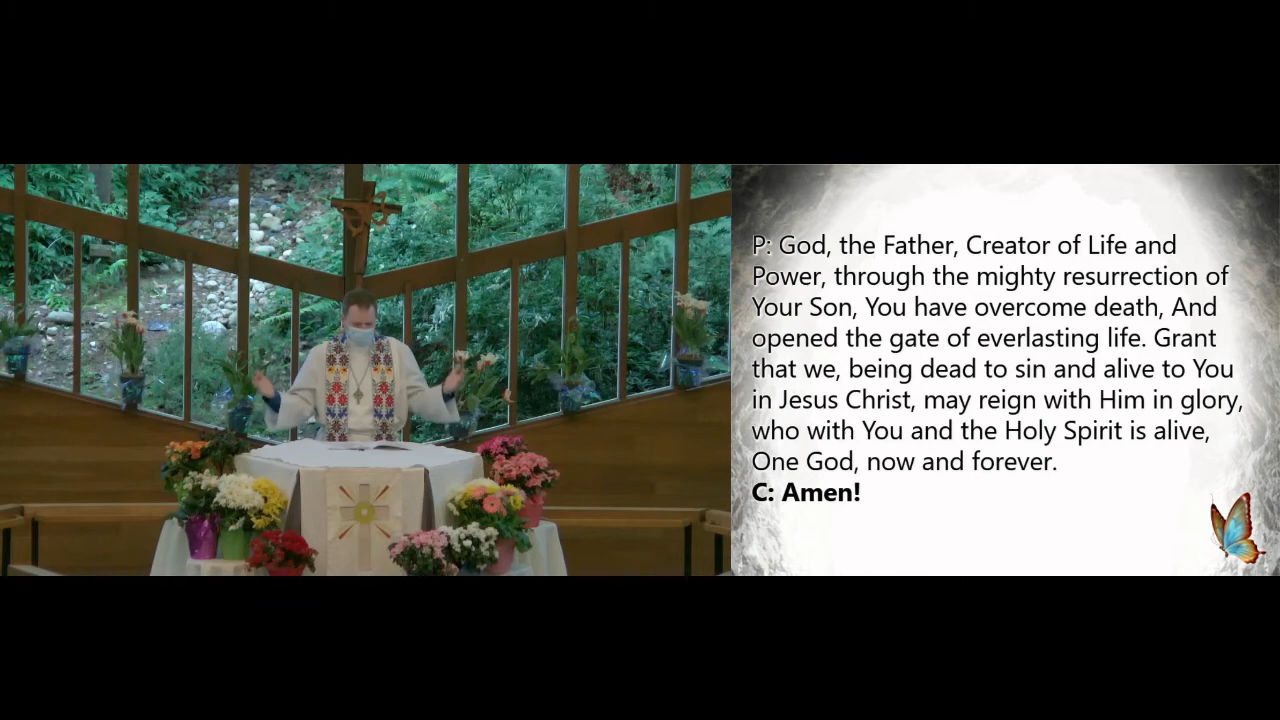 P: God, the Father, Creator of Life and
Power, through the mighty resurrection of
Your Son, You have overcome death, And
opened the gate of everlasting life. Grant
that we, being dead to sin and alive to You
in Jesus Christ, may reign with Him in glory,
who with You and the Holy Spirit is alive,
One God, now and forever.
C: Amen!